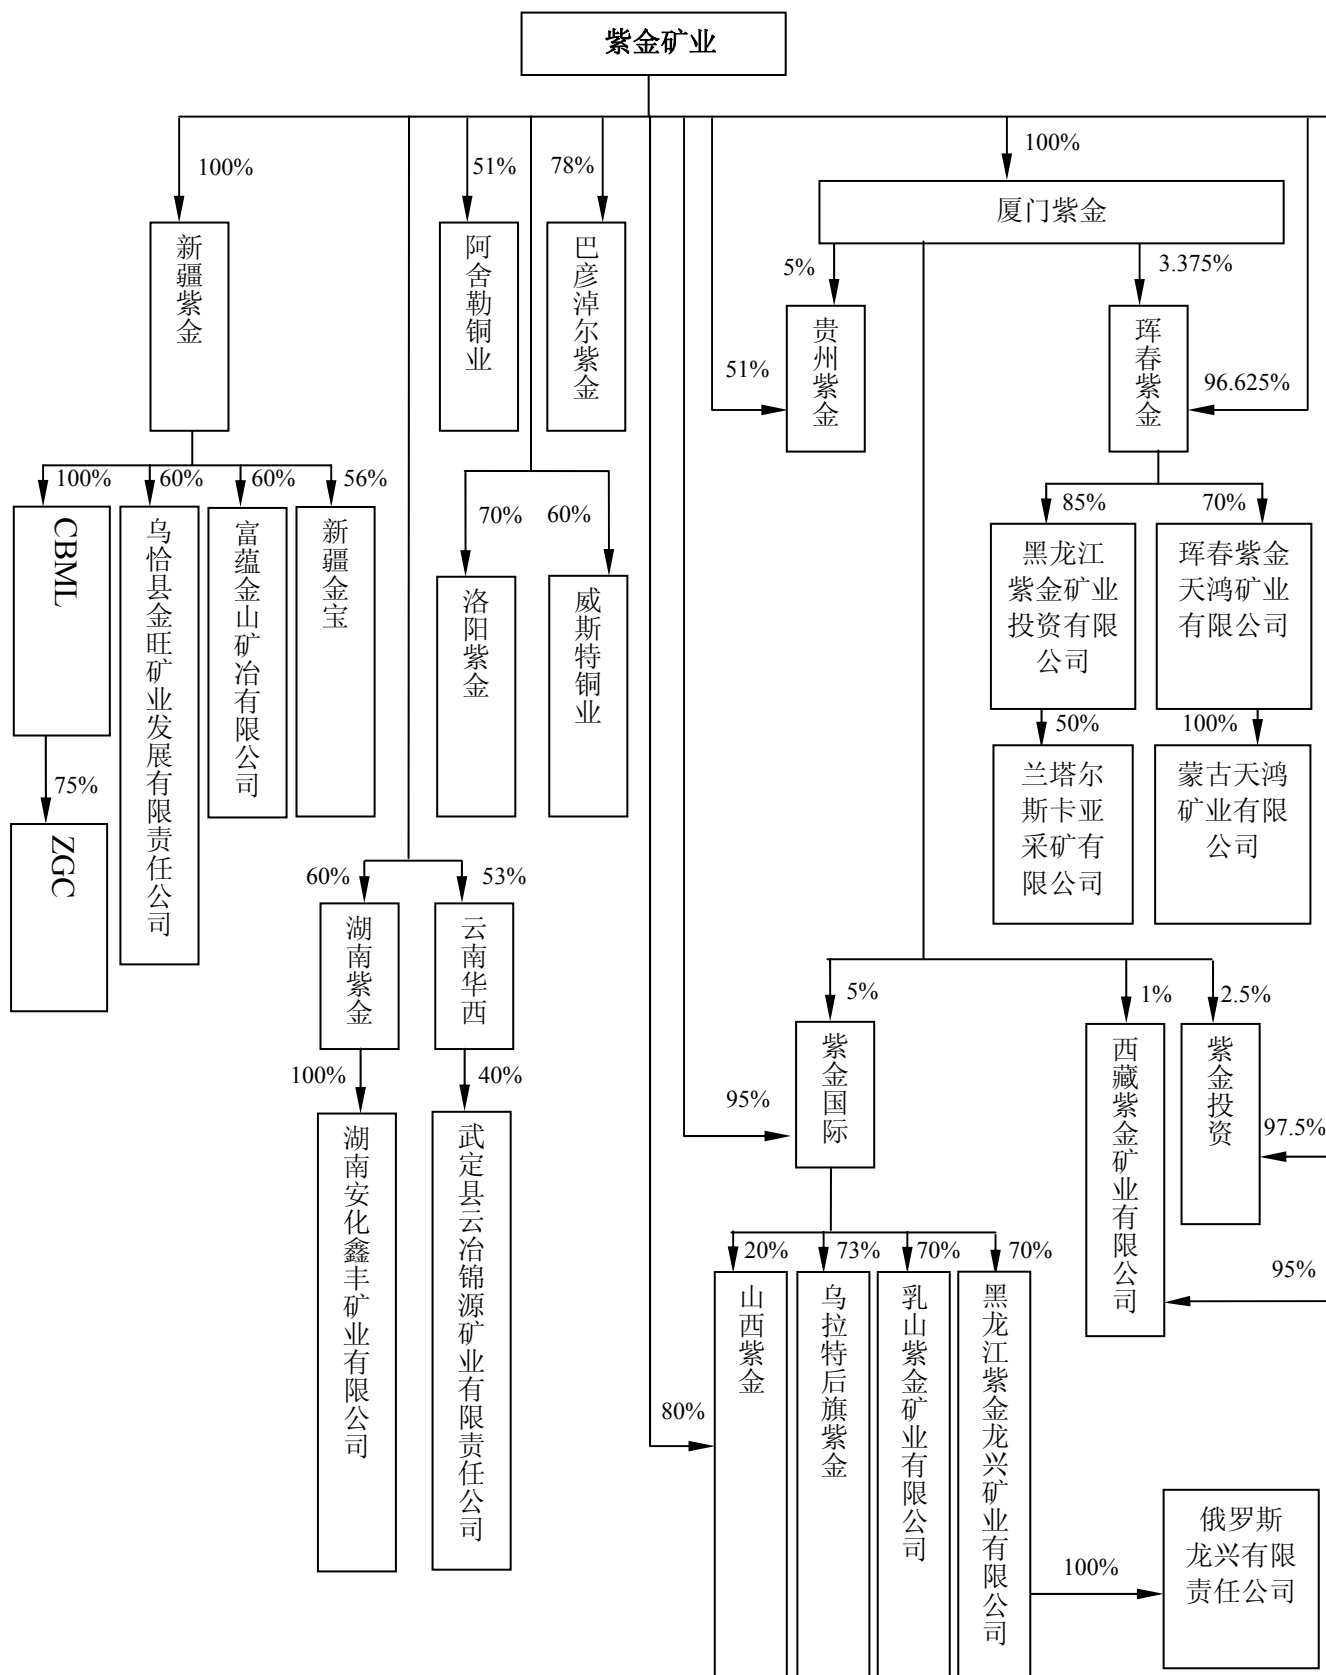 紫金矿业
100%
51%
78%
100%
厦门紫金
新疆紫金
阿舍勒铜业
巴彦淖尔紫金
5%
3.375%
贵州紫金
珲春紫金
51%
96.625%
100%
60%
60%
56%
70%
60%
85%
70%
CBML
乌恰县金旺矿业发展有限责任公司
富蕴金山矿冶有限公司
新疆金宝
洛阳紫金
威斯特铜业
黑龙江
紫金矿业
投资有限
公司
珲春紫金
天鸿矿业
有限公司
75%
50%
100%
ZGC
兰塔尔
斯卡亚
采矿有
限公司
蒙古天鸿
矿业有限
公司
60%
53%
湖南紫金
云南华西
5%
1%
2.5%
紫金国际
西藏紫金矿业有限公司
紫金投资
100%
40%
95%
97.5%
湖南安化鑫丰矿业有限公司
武定县云冶锦源矿业有限责任公司
20%
73%
70%
70%
95%
山西紫金
乌拉特后旗紫金
乳山紫金矿业有限公司
黑龙江紫金龙兴矿业有限公司
80%
100%
俄罗斯
龙兴有限
责任公司